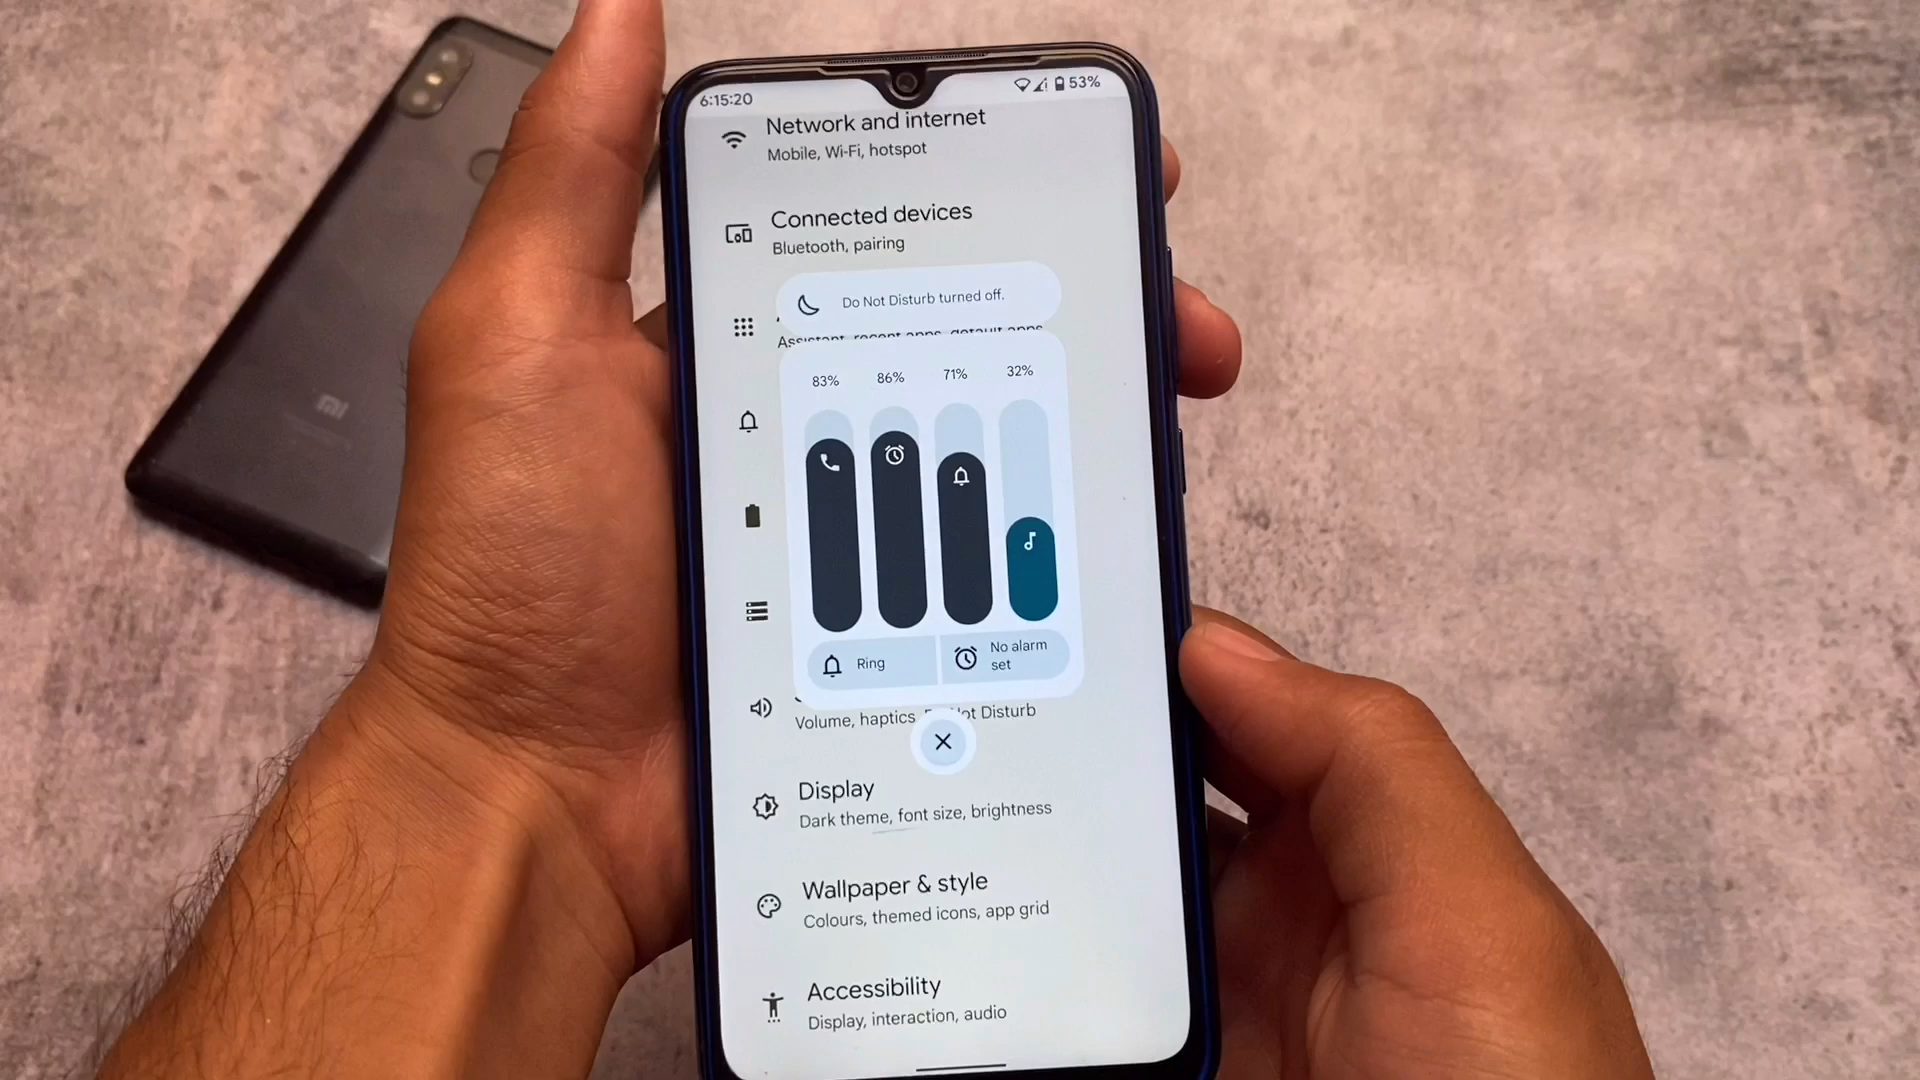 6:15:20
53%
Network and internet
Mobile, Wi-Fi, hotspot
Connected devices
Bluetooth, pairing
Do Not Disturb turned off.
Assistant, recent apps, default apps
83% 86% 71% 32%
Ring
No alarm
set
Volume, haptics, Do Not Disturb
Display
Dark theme, font size, brightness
Wallpaper & style
Colours, themed icons, app grid
Accessibility
Display, interaction, audio
mi